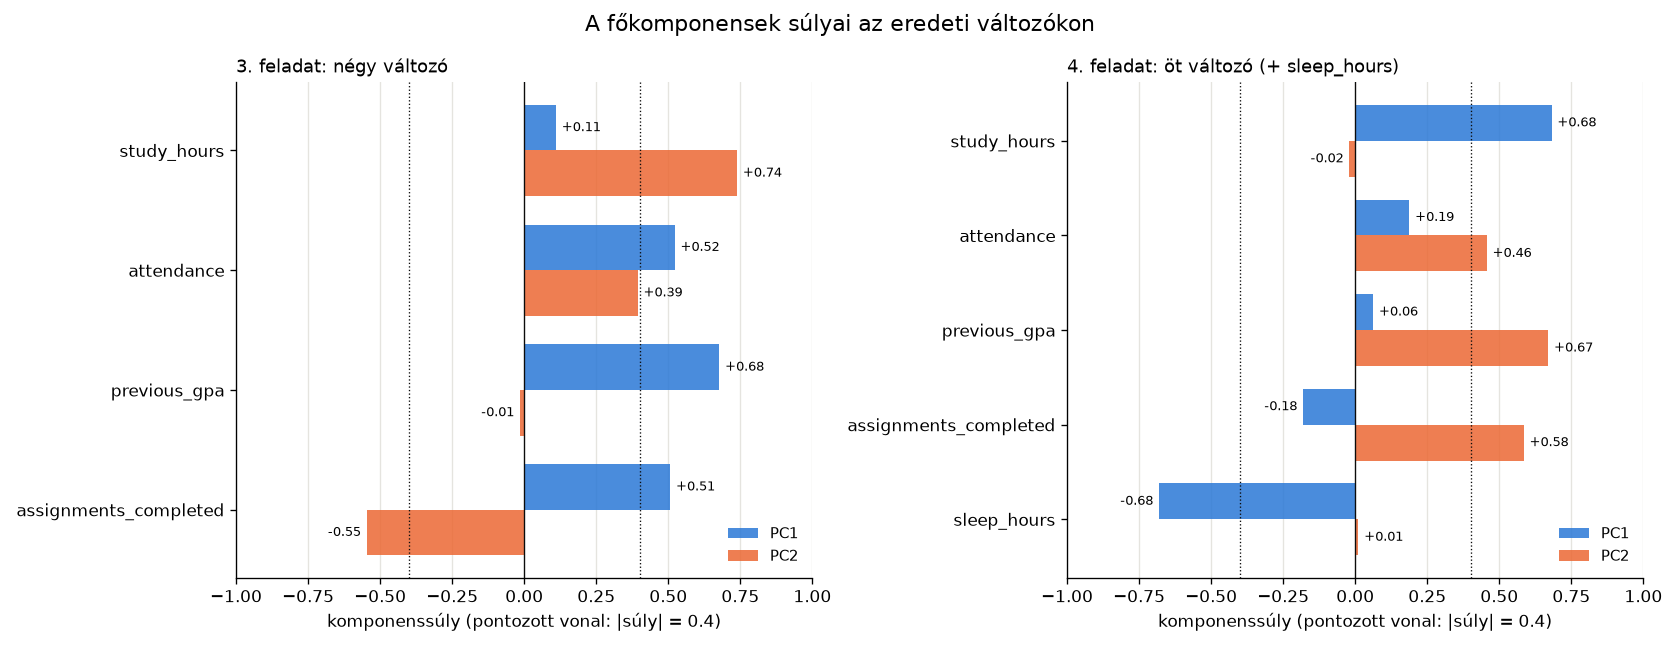 A főkomponensek súlyai az eredeti változókon
3. feladat: négy változó
study_hours
attendance
previous_gpa
assignments_completed
+0.11
+0.74
+0.52
+0.39
+0.68
-0.01
+0.51
-0.55
PC1
PC2
−1.00 −0.75 −0.50 −0.25 0.00 0.25 0.50 0.75 1.00
komponenssúly (pontozott vonal: |súly| = 0.4)
4. feladat: öt változó (+ sleep_hours)
study_hours
attendance
previous_gpa
assignments_completed
sleep_hours
+0.68
-0.02
+0.19
+0.46
+0.06
+0.67
-0.18
+0.58
-0.68
+0.01
PC1
PC2
−1.00 −0.75 −0.50 −0.25 0.00 0.25 0.50 0.75 1.00
komponenssúly (pontozott vonal: |súly| = 0.4)